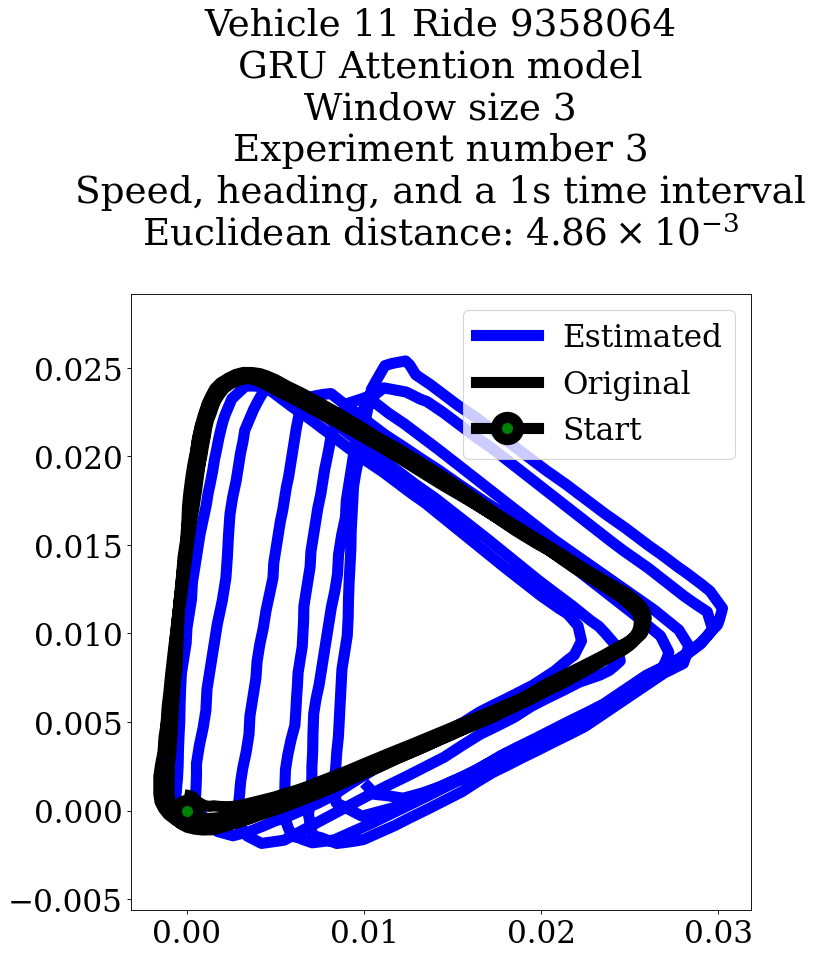 Vehicle 11 Ride 9358064
GRU Attention model
Window size 3
Experiment number 3
Speed, heading, and a 1s time interval
Euclidean distance: 4.86 × 10⁻³
Estimated
Original
Start
0.025
0.020
0.015
0.010
0.005
0.000
−0.005
0.00 0.01 0.02 0.03